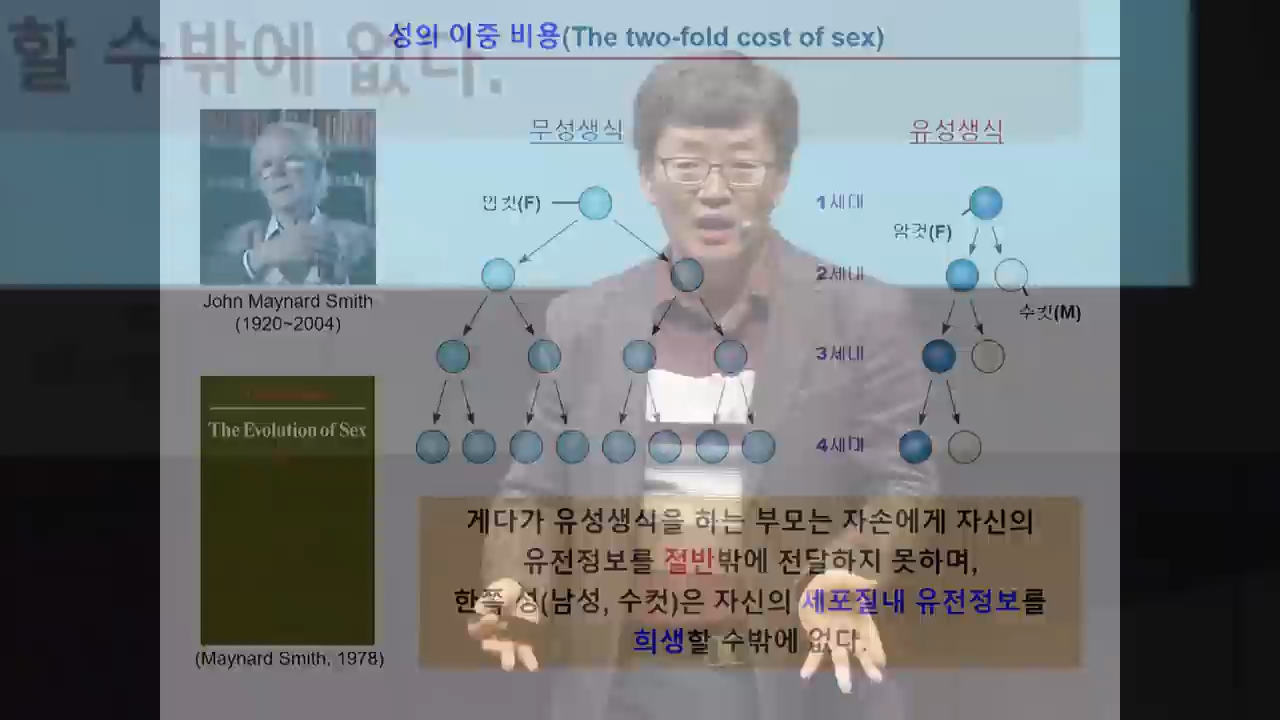 성의 이중 비용(The two-fold cost of sex)
할 수밖에 없다.
무성생식
유성생식
암컷(F)
1세대
암컷(F)
2세대
수컷(M)
John Maynard Smith
(1920~2004)
3세대
The Evolution of Sex
4세대
게다가 유성생식을 하는 부모는 자손에게 자신의
유전정보를 절반밖에 전달하지 못하며,
한쪽 성(남성, 수컷)은 자신의 세포질내 유전정보를
희생할 수밖에 없다.
(Maynard Smith, 1978)